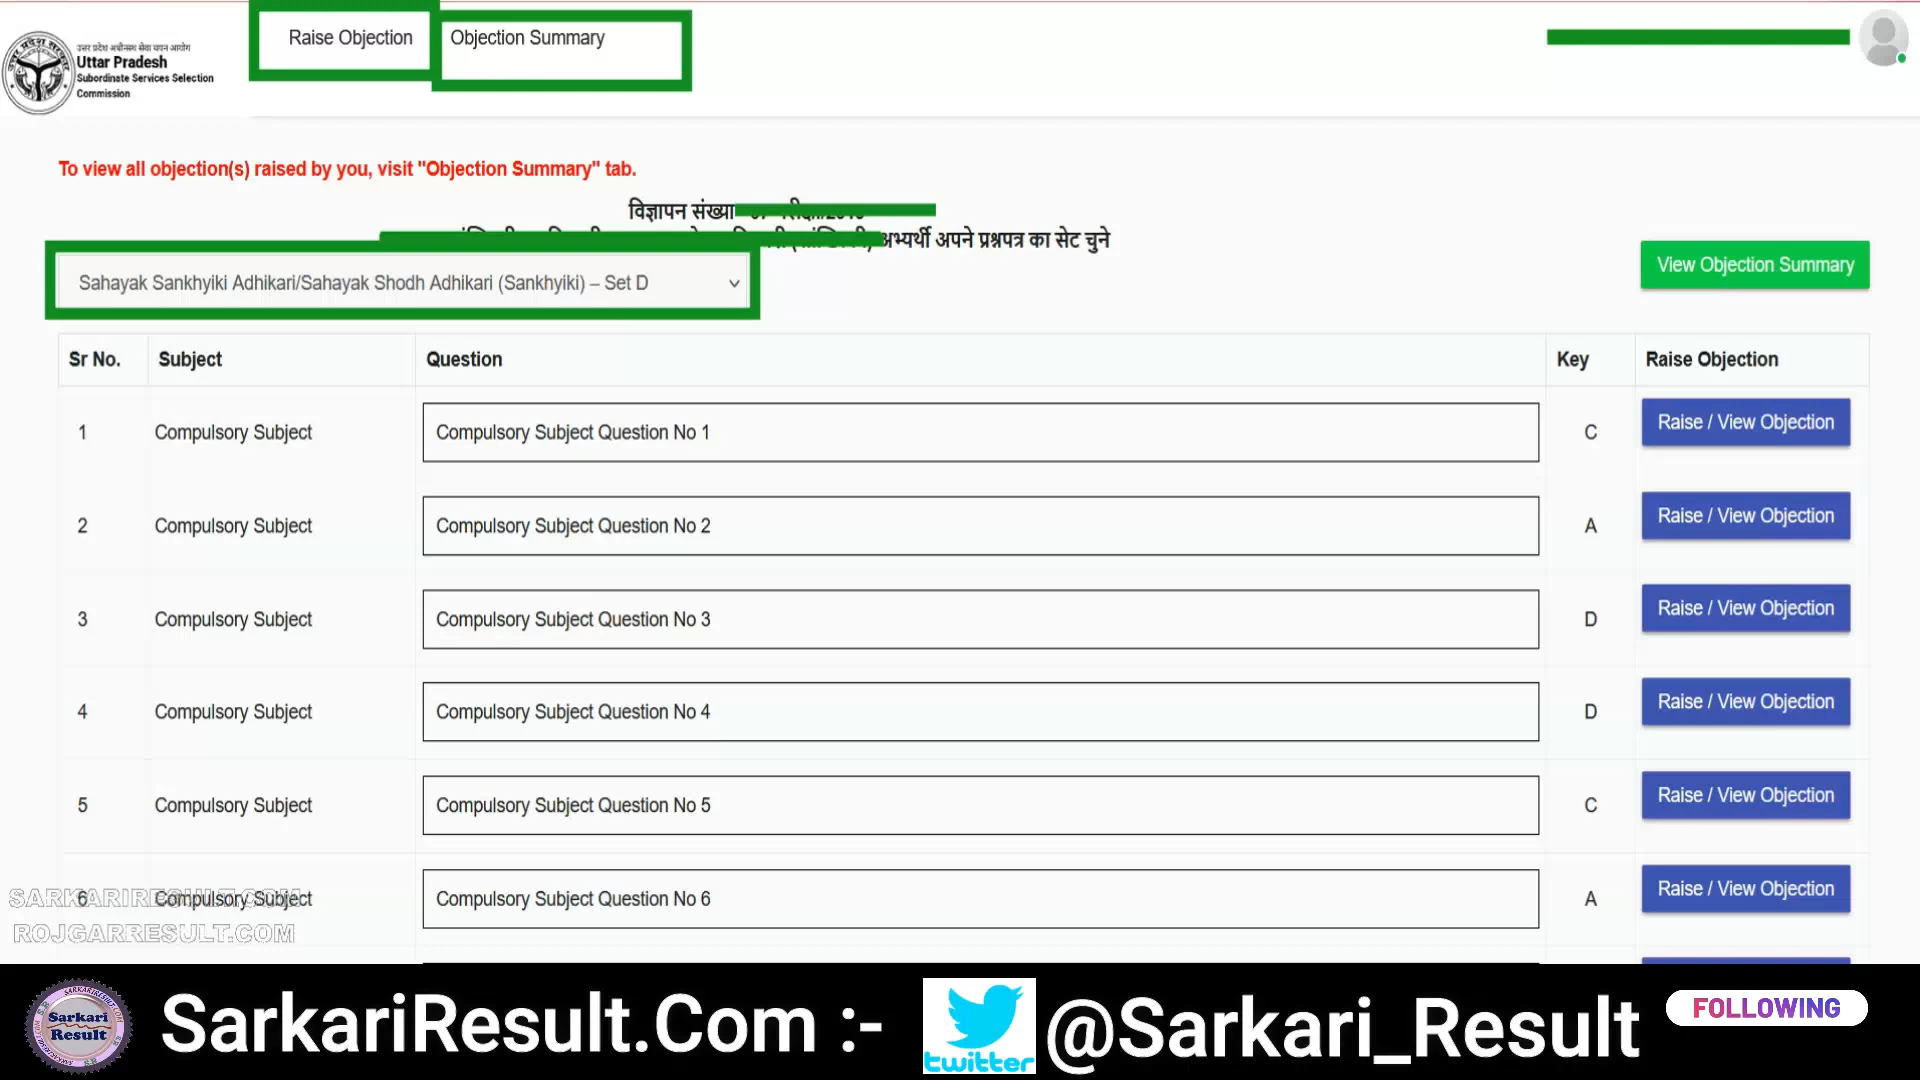 Raise Objection
Objection Summary
उत्तर प्रदेश अधीनस्थ सेवा चयन आयोग
Uttar Pradesh
Subordinate Services Selection
Commission
To view all objection(s) raised by you, visit "Objection Summary" tab.
विज्ञापन संख्या
अभ्यर्थी अपने प्रश्नपत्र का सेट चुने
Sahayak Sankhyiki Adhikari/Sahayak Shodh Adhikari (Sankhyiki) – Set D
View Objection Summary
Sr No. Subject Question Key Raise Objection
1 Compulsory Subject Compulsory Subject Question No 1 C Raise / View Objection
2 Compulsory Subject Compulsory Subject Question No 2 A Raise / View Objection
3 Compulsory Subject Compulsory Subject Question No 3 D Raise / View Objection
4 Compulsory Subject Compulsory Subject Question No 4 D Raise / View Objection
5 Compulsory Subject Compulsory Subject Question No 5 C Raise / View Objection
6 Compulsory Subject Compulsory Subject Question No 6 A Raise / View Objection
SARKARIRESULT.COM
ROJGARRESULT.COM
Sarkari
Result
SarkariResult.Com :-
twitter
@Sarkari_Result
FOLLOWING